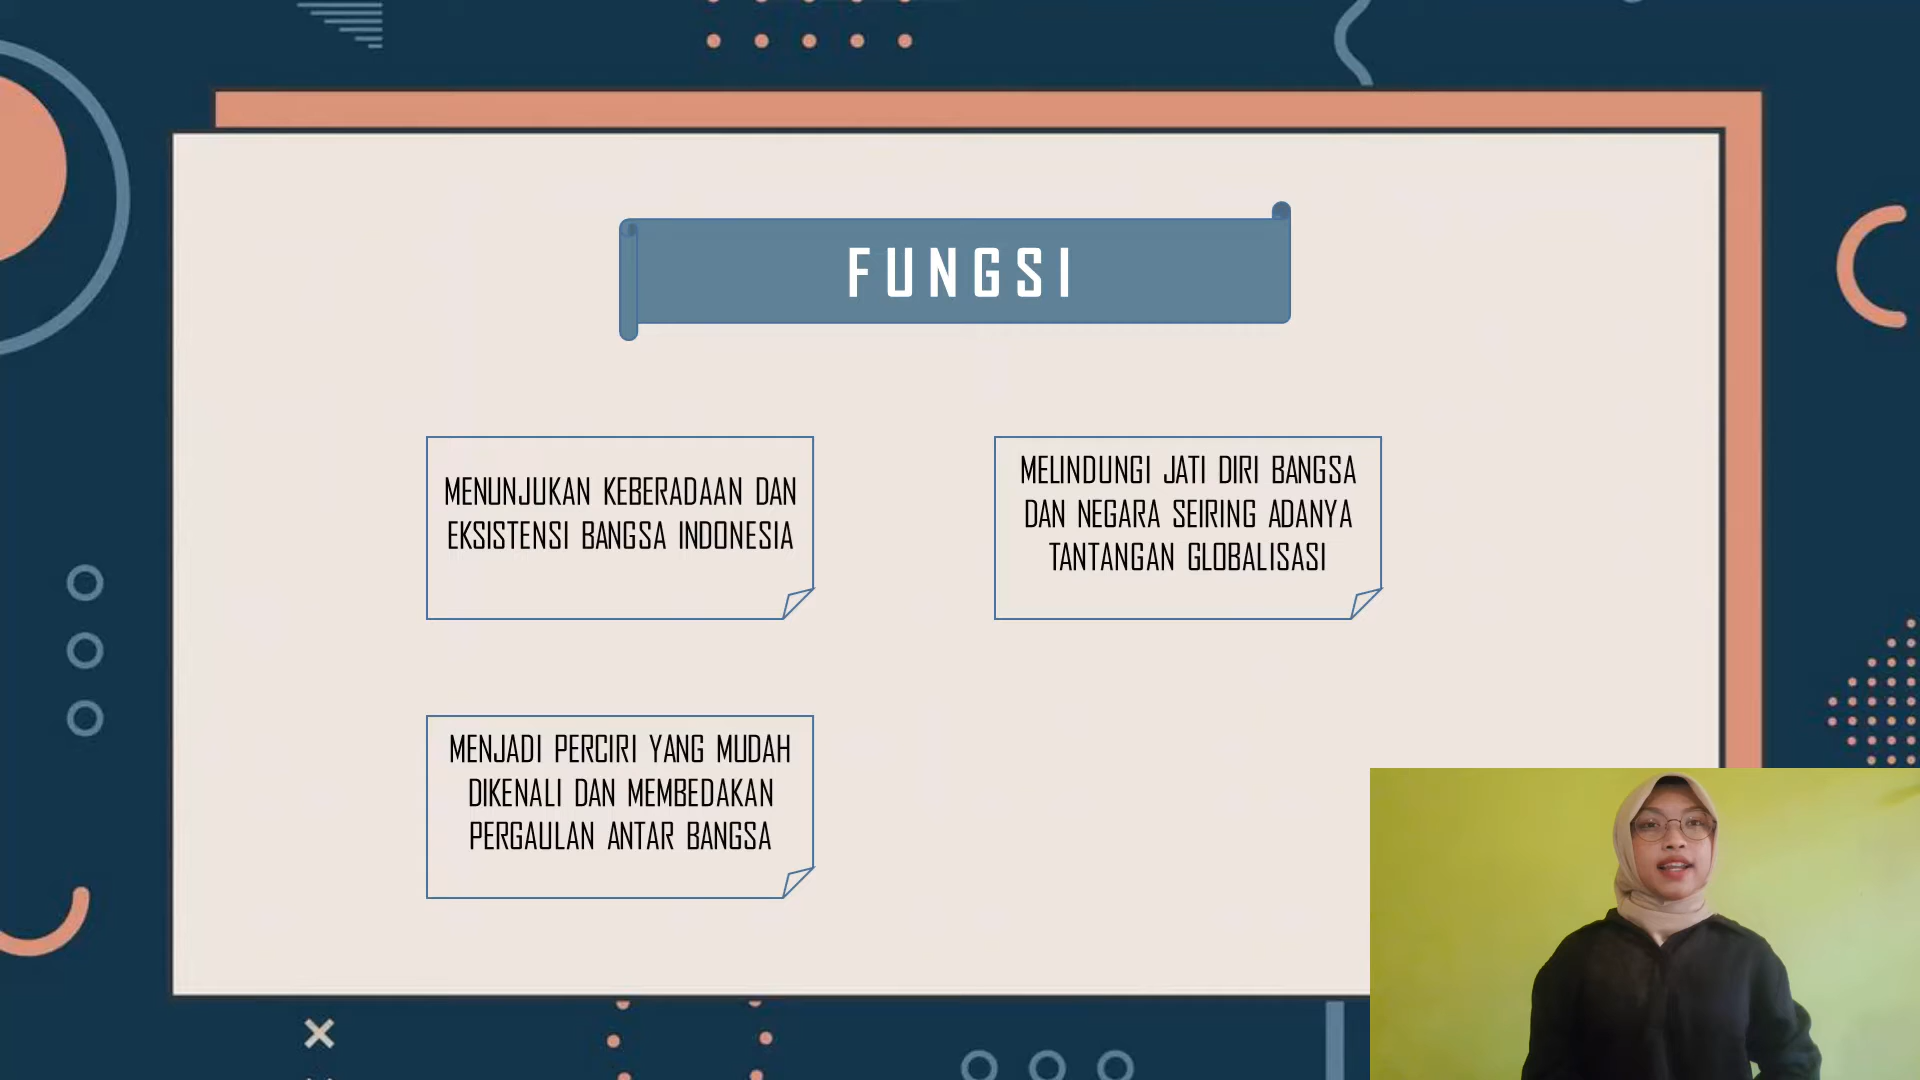 FUNGSI
MENUNJUKAN KEBERADAAN DAN
EKSISTENSI BANGSA INDONESIA
MELINDUNGI JATI DIRI BANGSA
DAN NEGARA SEIRING ADANYA
TANTANGAN GLOBALISASI
MENJADI PERCIRI YANG MUDAH
DIKENALI DAN MEMBEDAKAN
PERGAULAN ANTAR BANGSA